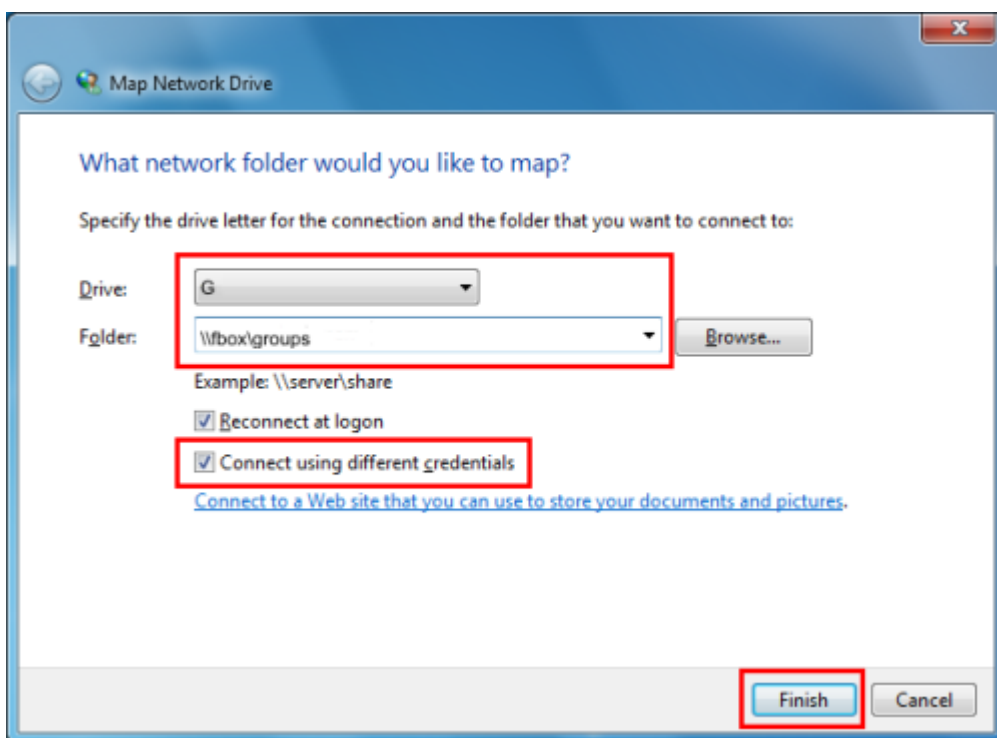 Map Network Drive
What network folder would you like to map?
Specify the drive letter for the connection and the folder that you want to connect to:
Drive: G
Folder: \\fbox\groups Browse...
Example: \\server\share
Reconnect at logon
Connect using different credentials
Connect to a Web site that you can use to store your documents and pictures.
Finish Cancel